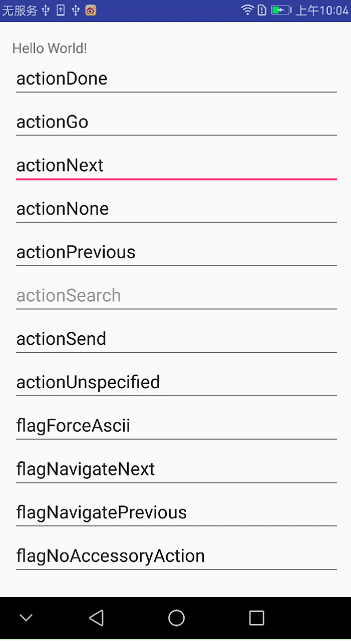 无服务 上午10:04
Hello World!
actionDone
actionGo
actionNext
actionNone
actionPrevious
actionSearch
actionSend
actionUnspecified
flagForceAscii
flagNavigateNext
flagNavigatePrevious
flagNoAccessoryAction